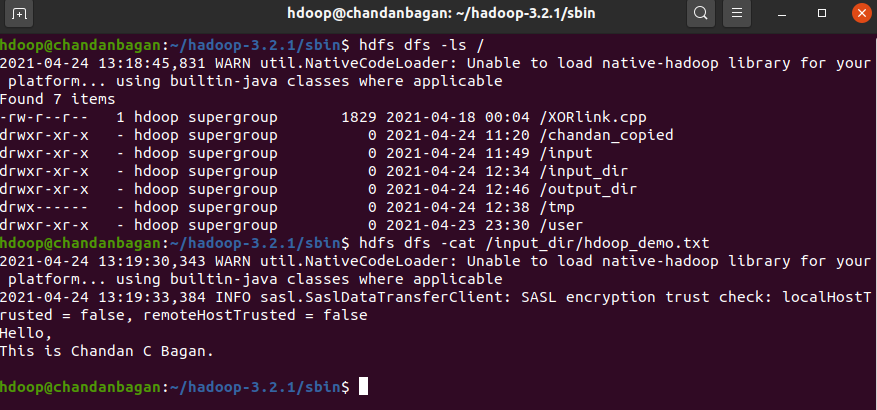 hdoop@chandanbagan: ~/hadoop-3.2.1/sbin
hdoop@chandanbagan:~/hadoop-3.2.1/sbin$ hdfs dfs -ls /
2021-04-24 13:18:45,831 WARN util.NativeCodeLoader: Unable to load native-hadoop library for your
 platform... using builtin-java classes where applicable
Found 7 items
-rw-r--r--   1 hdoop supergroup       1829 2021-04-18 00:04 /XORlink.cpp
drwxr-xr-x   - hdoop supergroup          0 2021-04-24 11:20 /chandan_copied
drwxr-xr-x   - hdoop supergroup          0 2021-04-24 11:49 /input
drwxr-xr-x   - hdoop supergroup          0 2021-04-24 12:34 /input_dir
drwxr-xr-x   - hdoop supergroup          0 2021-04-24 12:46 /output_dir
drwx------   - hdoop supergroup          0 2021-04-24 12:38 /tmp
drwxr-xr-x   - hdoop supergroup          0 2021-04-23 23:30 /user
hdoop@chandanbagan:~/hadoop-3.2.1/sbin$ hdfs dfs -cat /input_dir/hdoop_demo.txt
2021-04-24 13:19:30,343 WARN util.NativeCodeLoader: Unable to load native-hadoop library for your
 platform... using builtin-java classes where applicable
2021-04-24 13:19:33,384 INFO sasl.SaslDataTransferClient: SASL encryption trust check: localHostT
rusted = false, remoteHostTrusted = false
Hello,
This is Chandan C Bagan.
hdoop@chandanbagan:~/hadoop-3.2.1/sbin$